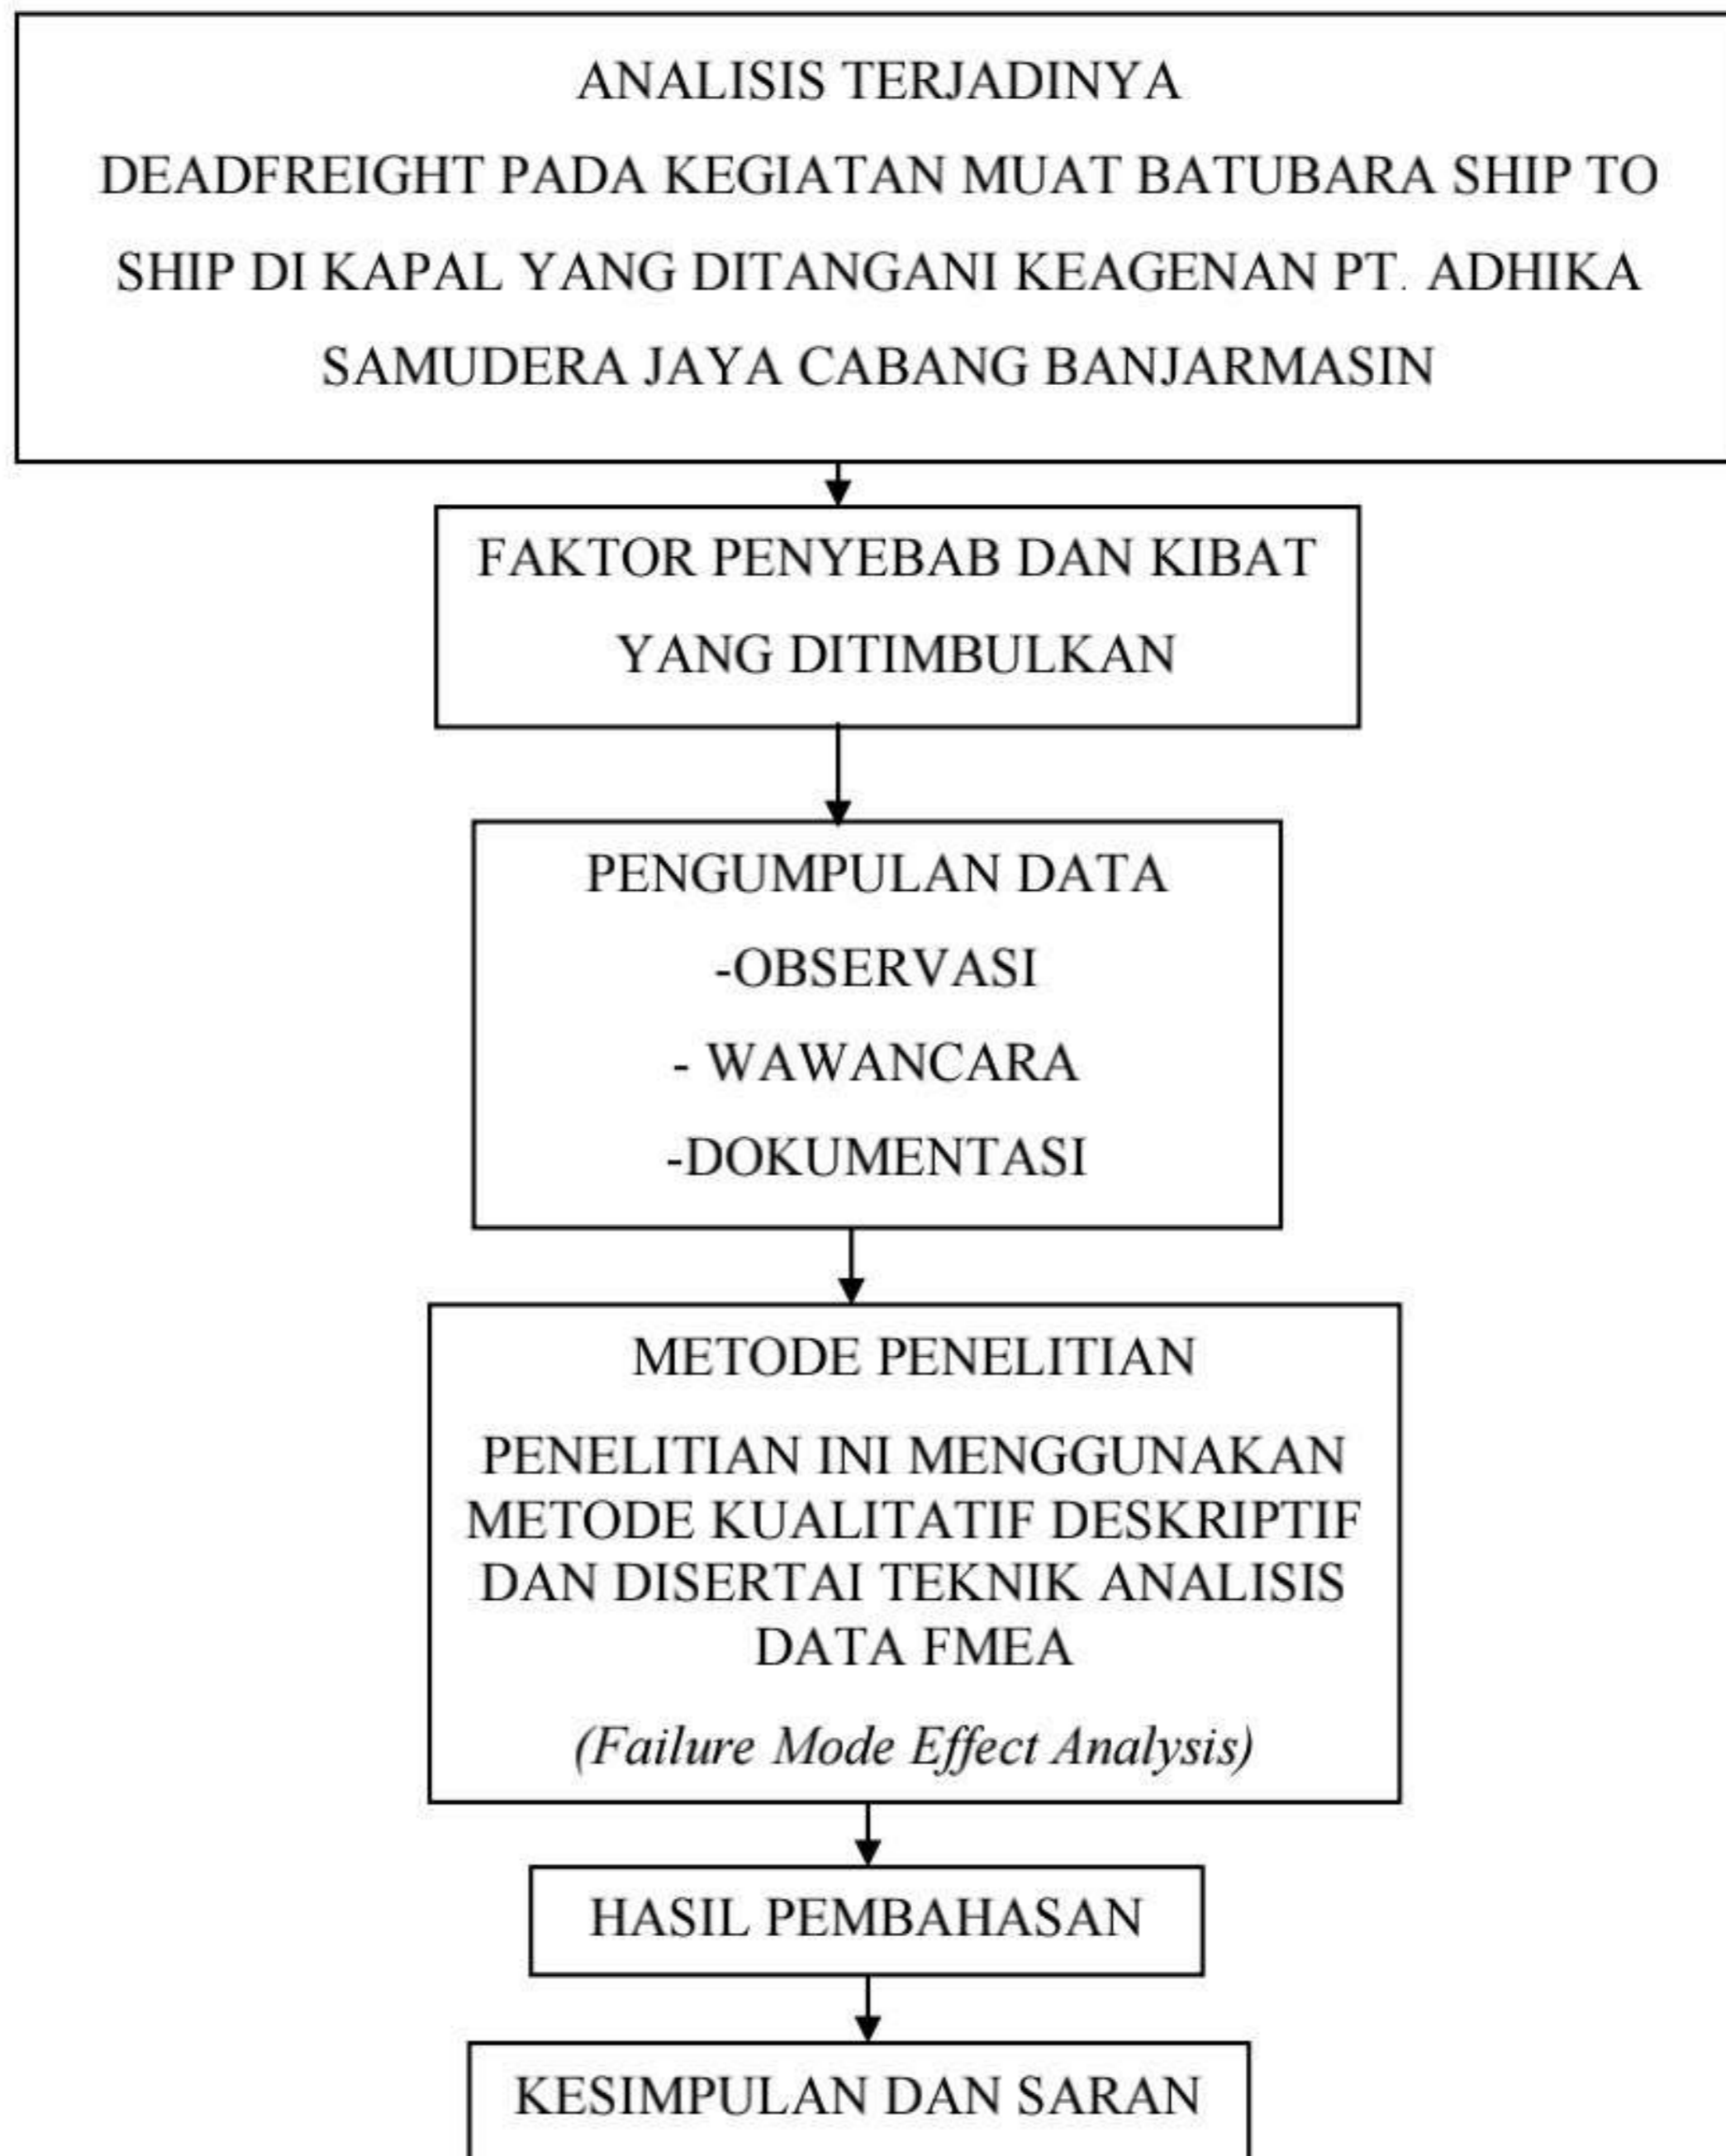 ANALISIS TERJADINYA
DEADFREIGHT PADA KEGIATAN MUAT BATUBARA SHIP TO
SHIP DI KAPAL YANG DITANGANI KEAGENAN PT. ADHIKA
SAMUDERA JAYA CABANG BANJARMASIN
FAKTOR PENYEBAB DAN KIBAT
YANG DITIMBULKAN
PENGUMPULAN DATA
-OBSERVASI
- WAWANCARA
-DOKUMENTASI
METODE PENELITIAN
PENELITIAN INI MENGGUNAKAN
METODE KUALITATIF DESKRIPTIF
DAN DISERTAI TEKNIK ANALISIS
DATA FMEA
(Failure Mode Effect Analysis)
HASIL PEMBAHASAN
KESIMPULAN DAN SARAN